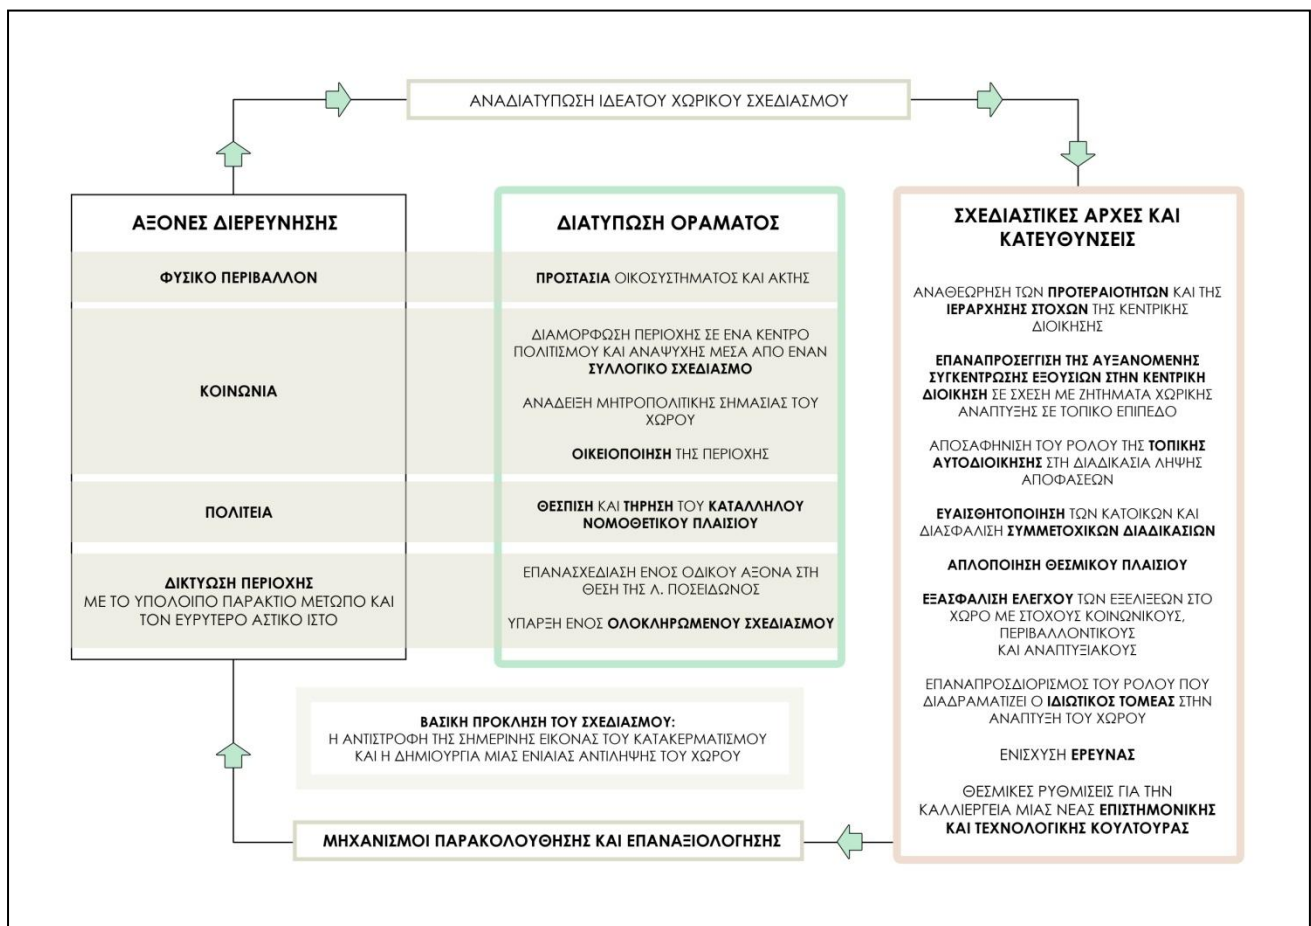 ΑΝΑΔΙΑΤΥΠΩΣΗ ΙΔΕΑΤΟΥ ΧΩΡΙΚΟΥ ΣΧΕΔΙΑΣΜΟΥ
ΑΞΟΝΕΣ ΔΙΕΡΕΥΝΗΣΗΣ
ΦΥΣΙΚΟ ΠΕΡΙΒΑΛΛΟΝ
ΚΟΙΝΩΝΙΑ
ΠΟΛΙΤΕΙΑ
ΔΙΚΤΥΩΣΗ ΠΕΡΙΟΧΗΣ
ΜΕ ΤΟ ΥΠΟΛΟΙΠΟ ΠΑΡΑΚΤΙΟ ΜΕΤΩΠΟ ΚΑΙ
ΤΟΝ ΕΥΡΥΤΕΡΟ ΑΣΤΙΚΟ ΙΣΤΟ
ΔΙΑΤΥΠΩΣΗ ΟΡΑΜΑΤΟΣ
ΠΡΟΣΤΑΣΙΑ ΟΙΚΟΣΥΣΤΗΜΑΤΟΣ ΚΑΙ ΑΚΤΗΣ
ΔΙΑΜΟΡΦΩΣΗ ΠΕΡΙΟΧΗΣ ΣΕ ΕΝΑ ΚΕΝΤΡΟ
ΠΟΛΙΤΙΣΜΟΥ ΚΑΙ ΑΝΑΨΥΧΗΣ ΜΕΣΑ ΑΠΟ ΕΝΑΝ
ΣΥΛΛΟΓΙΚΟ ΣΧΕΔΙΑΣΜΟ
ΑΝΑΔΕΙΞΗ ΜΗΤΡΟΠΟΛΙΤΙΚΗΣ ΣΗΜΑΣΙΑΣ ΤΟΥ
ΧΩΡΟΥ
ΟΙΚΕΙΟΠΟΙΗΣΗ ΤΗΣ ΠΕΡΙΟΧΗΣ
ΘΕΣΠΙΣΗ ΚΑΙ ΤΗΡΗΣΗ ΤΟΥ ΚΑΤΑΛΛΗΛΟΥ
ΝΟΜΟΘΕΤΙΚΟΥ ΠΛΑΙΣΙΟΥ
ΕΠΑΝΑΣΧΕΔΙΑΣΗ ΕΝΟΣ ΟΔΙΚΟΥ ΑΞΟΝΑ ΣΤΗ
ΘΕΣΗ ΤΗΣ Λ. ΠΟΣΕΙΔΩΝΟΣ
ΥΠΑΡΞΗ ΕΝΟΣ ΟΛΟΚΛΗΡΩΜΕΝΟΥ ΣΧΕΔΙΑΣΜΟΥ
ΣΧΕΔΙΑΣΤΙΚΕΣ ΑΡΧΕΣ ΚΑΙ
ΚΑΤΕΥΘΥΝΣΕΙΣ
ΑΝΑΘΕΩΡΗΣΗ ΤΩΝ ΠΡΟΤΕΡΑΙΟΤΗΤΩΝ ΚΑΙ ΤΗΣ
ΙΕΡΑΡΧΗΣΗΣ ΣΤΟΧΩΝ ΤΗΣ ΚΕΝΤΡΙΚΗΣ
ΔΙΟΙΚΗΣΗΣ
ΕΠΑΝΑΠΡΟΣΕΓΓΙΣΗ ΤΗΣ ΑΥΞΑΝΟΜΕΝΗΣ
ΣΥΓΚΕΝΤΡΩΣΗΣ ΕΞΟΥΣΙΩΝ ΣΤΗΝ ΚΕΝΤΡΙΚΗ
ΔΙΟΙΚΗΣΗ ΣΕ ΣΧΕΣΗ ΜΕ ΖΗΤΗΜΑΤΑ ΧΩΡΙΚΗΣ
ΑΝΑΠΤΥΞΗΣ ΣΕ ΤΟΠΙΚΟ ΕΠΙΠΕΔΟ
ΑΠΟΣΑΦΗΝΙΣΗ ΤΟΥ ΡΟΛΟΥ ΤΗΣ ΤΟΠΙΚΗΣ
ΑΥΤΟΔΙΟΙΚΗΣΗΣ ΣΤΗ ΔΙΑΔΙΚΑΣΙΑ ΛΗΨΗΣ
ΑΠΟΦΑΣΕΩΝ
ΕΥΑΙΣΘΗΤΟΠΟΙΗΣΗ ΤΩΝ ΚΑΤΟΙΚΩΝ ΚΑΙ
ΔΙΑΣΦΑΛΙΣΗ ΣΥΜΜΕΤΟΧΙΚΩΝ ΔΙΑΔΙΚΑΣΙΩΝ
ΑΠΛΟΠΟΙΗΣΗ ΘΕΣΜΙΚΟΥ ΠΛΑΙΣΙΟΥ
ΕΞΑΣΦΑΛΙΣΗ ΕΛΕΓΧΟΥ ΤΩΝ ΕΞΕΛΙΞΕΩΝ ΣΤΟ
ΧΩΡΟ ΜΕ ΣΤΟΧΟΥΣ ΚΟΙΝΩΝΙΚΟΥΣ,
ΠΕΡΙΒΑΛΛΟΝΤΙΚΟΥΣ
ΚΑΙ ΑΝΑΠΤΥΞΙΑΚΟΥΣ
ΕΠΑΝΑΠΡΟΣΔΙΟΡΙΣΜΟΣ ΤΟΥ ΡΟΛΟΥ ΠΟΥ
ΔΙΑΔΡΑΜΑΤΙΖΕΙ Ο ΙΔΙΩΤΙΚΟΣ ΤΟΜΕΑΣ ΣΤΗΝ
ΑΝΑΠΤΥΞΗ ΤΟΥ ΧΩΡΟΥ
ΕΝΙΣΧΥΣΗ ΕΡΕΥΝΑΣ
ΘΕΣΜΙΚΕΣ ΡΥΘΜΙΣΕΙΣ ΓΙΑ ΤΗΝ
ΚΑΛΛΙΕΡΓΕΙΑ ΜΙΑΣ ΝΕΑΣ ΕΠΙΣΤΗΜΟΝΙΚΗΣ
ΚΑΙ ΤΕΧΝΟΛΟΓΙΚΗΣ ΚΟΥΛΤΟΥΡΑΣ
ΒΑΣΙΚΗ ΠΡΟΚΛΗΣΗ ΤΟΥ ΣΧΕΔΙΑΣΜΟΥ:
Η ΑΝΤΙΣΤΡΟΦΗ ΤΗΣ ΣΗΜΕΡΙΝΗΣ ΕΙΚΟΝΑΣ ΤΟΥ ΚΑΤΑΚΕΡΜΑΤΙΣΜΟΥ
ΚΑΙ Η ΔΗΜΙΟΥΡΓΙΑ ΜΙΑΣ ΕΝΙΑΙΑΣ ΑΝΤΙΛΗΨΗΣ ΤΟΥ ΧΩΡΟΥ
ΜΗΧΑΝΙΣΜΟΙ ΠΑΡΑΚΟΛΟΥΘΗΣΗΣ ΚΑΙ ΕΠΑΝΑΞΙΟΛΟΓΗΣΗΣ